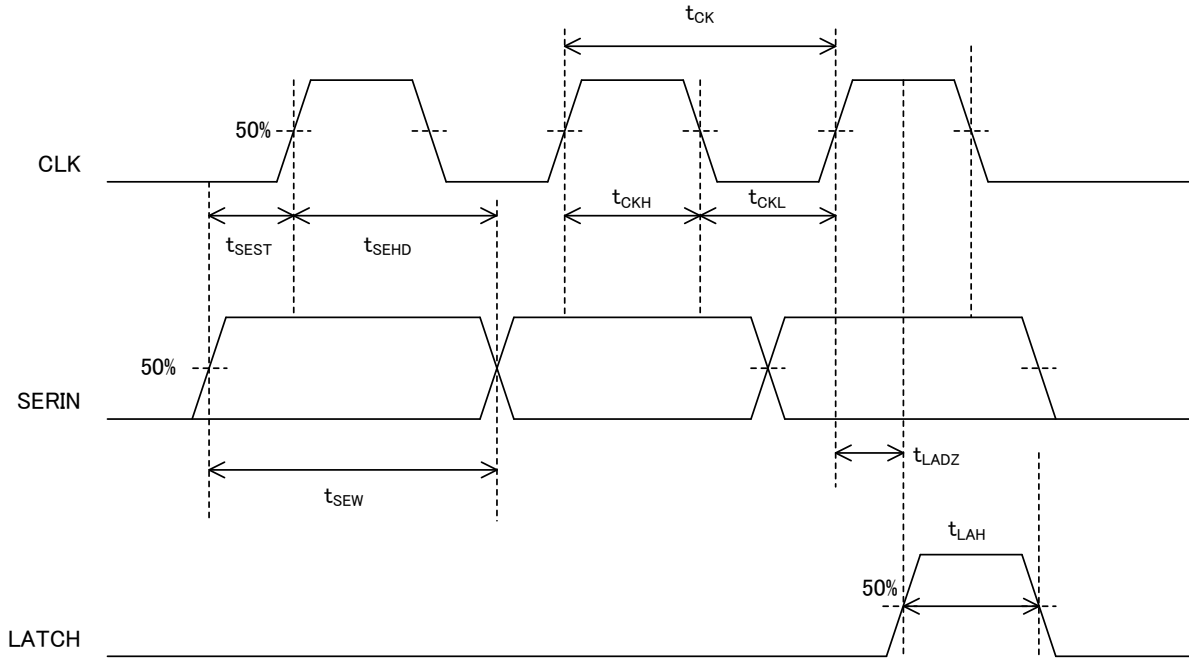 tCK
50%
CLK
tCKH
tCKL
tSEST
tSEHD
50%
SERIN
tLADZ
tSEW
tLAH
50%
LATCH